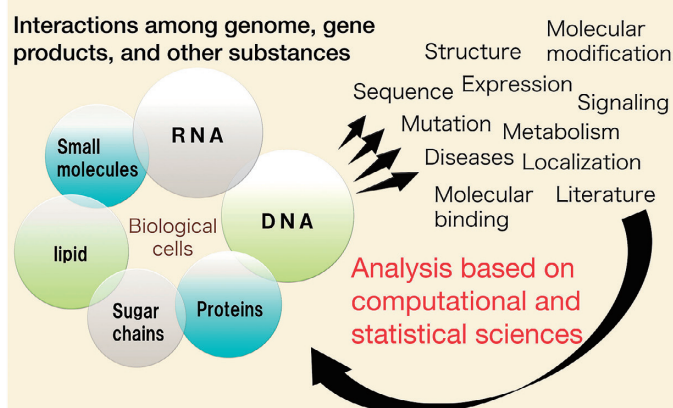 Interactions among genome, gene
products, and other substances
Small
molecules
RNA
DNA
lipid
Biological
cells
Sugar
chains
Proteins
Molecular
modification
Structure
Sequence
Expression
Signaling
Mutation
Metabolism
Diseases
Localization
Molecular
binding
Literature
Analysis based on
computational and
statistical sciences